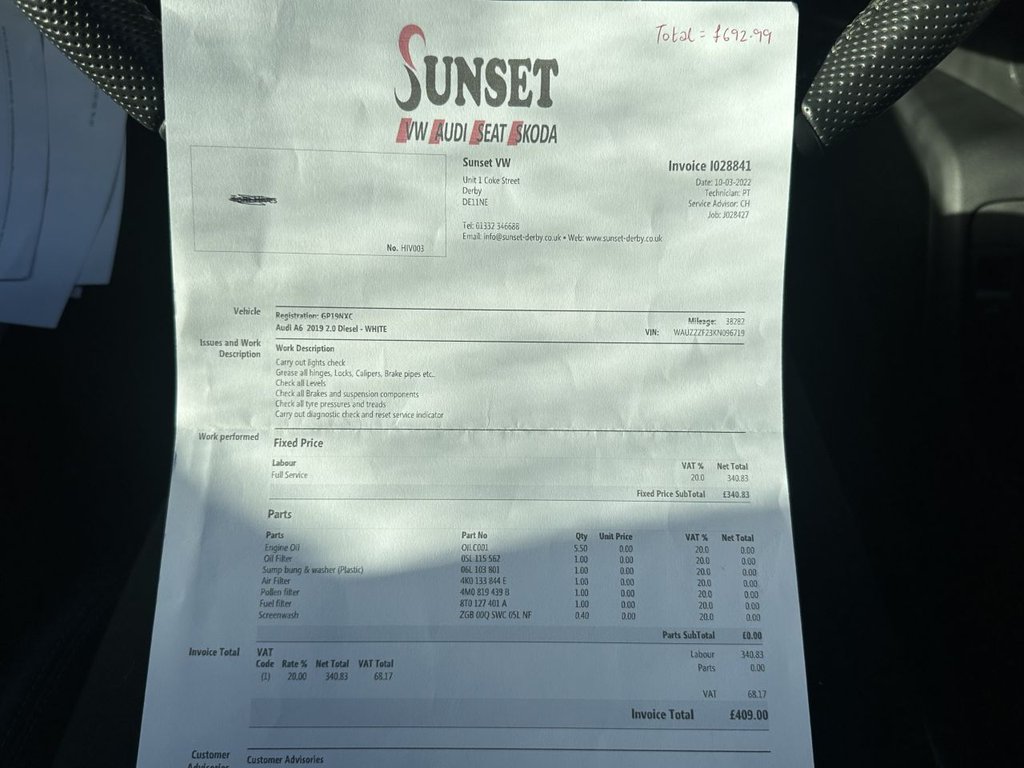 Total = £692.99
SUNSET
VW AUDI SEAT SKODA
Sunset VW
Unit 1 Coke Street
Derby
DE11NE
Tel: 01332 346688
Email: info@sunset-derby.co.uk • Web: www.sunset-derby.co.uk
Invoice I028841
Date: 10-03-2022
Technician: PT
Service Advisor: CH
Job: J028427
No. HIV003
Vehicle
Registration: GP19NXC
Mileage: 38282
Audi A6 2019 2.0 Diesel - WHITE
VIN: WAUZZZF23KN096719
Issues and Work Description
Work Description
Carry out lights check
Grease all hinges, Locks, Calipers, Brake pipes etc..
Check all Levels
Check all Brakes and suspension components
Check all tyre pressures and treads
Carry out diagnostic check and reset service indicator
Work performed
Fixed Price
Labour VAT % Net Total
Full Service 20.0 340.83
Fixed Price SubTotal £340.83
Parts
Parts Part No Qty Unit Price VAT % Net Total
Engine Oil OILC001 5.50 0.00 20.0 0.00
Oil Filter 05L 115 562 1.00 0.00 20.0 0.00
Sump bung & washer (Plastic) 06L 103 801 1.00 0.00 20.0 0.00
Air Filter 4K0 133 844 E 1.00 0.00 20.0 0.00
Pollen filter 4M0 819 439 B 1.00 0.00 20.0 0.00
Fuel filter 8T0 127 401 A 1.00 0.00 20.0 0.00
Screenwash ZGB 00Q SWC 05L NF 0.40 0.00 20.0 0.00
Parts SubTotal £0.00
Invoice Total
VAT
Code Rate % Net Total VAT Total
(1) 20.00 340.83 68.17
Labour 340.83
Parts 0.00
VAT 68.17
Invoice Total £409.00
Customer Advisories
Customer Advisories